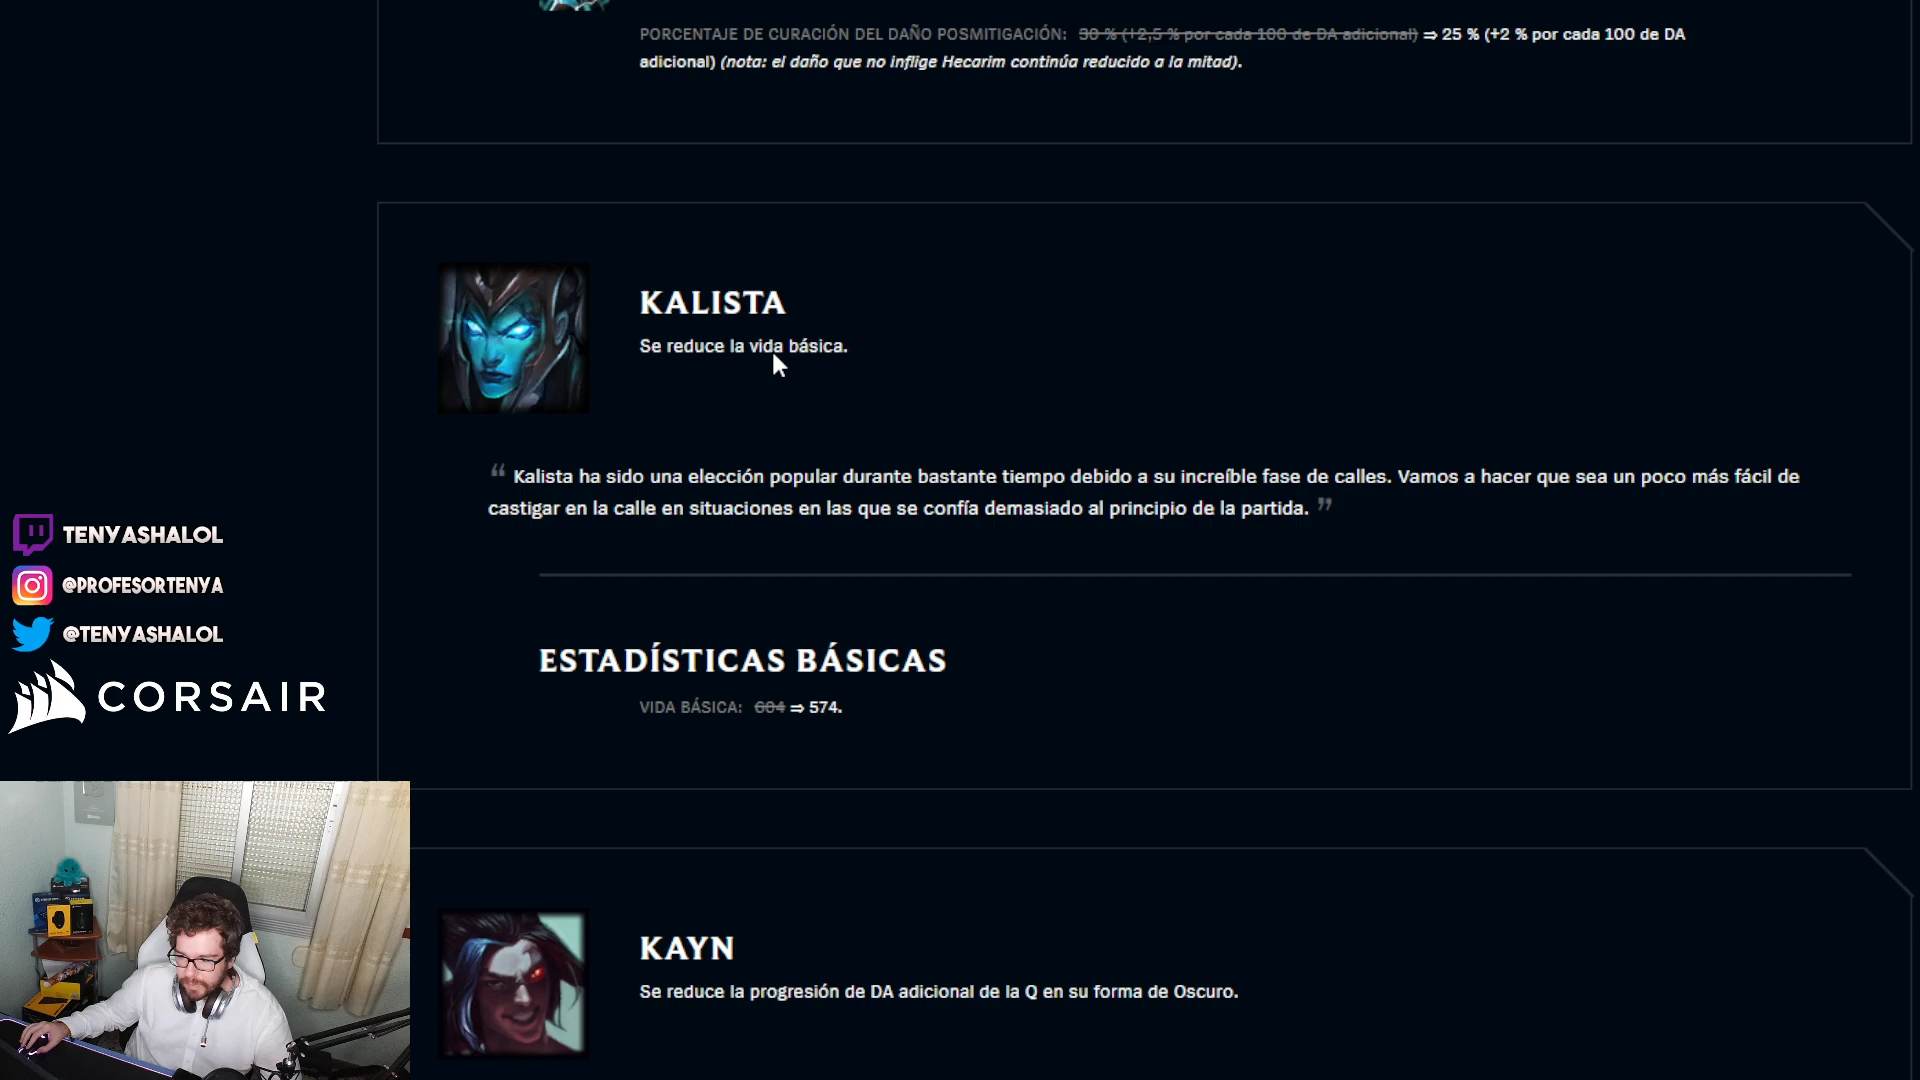 PORCENTAJE DE CURACIÓN DEL DAÑO POSMITIGACIÓN: 30 % (+2,5 % por cada 100 de DA adicional) ⇒ 25 % (+2 % por cada 100 de DA
adicional) (nota: el daño que no inflige Hecarim continúa reducido a la mitad).
KALISTA
Se reduce la vida básica.
“ Kalista ha sido una elección popular durante bastante tiempo debido a su increíble fase de calles. Vamos a hacer que sea un poco más fácil de
castigar en la calle en situaciones en las que se confía demasiado al principio de la partida. ”
TENYASHALOL
@PROFESORTENYA
@TENYASHALOL
CORSAIR
ESTADÍSTICAS BÁSICAS
VIDA BÁSICA: 604 ⇒ 574.
KAYN
Se reduce la progresión de DA adicional de la Q en su forma de Oscuro.